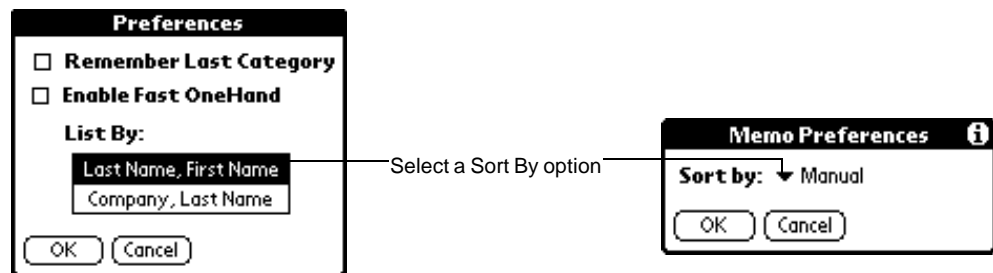 Preferences
Remember Last Category
Enable Fast OneHand
List By:
Last Name, First Name
Company, Last Name
OK Cancel
Select a Sort By option
Memo Preferences i
Sort by: Manual
OK Cancel